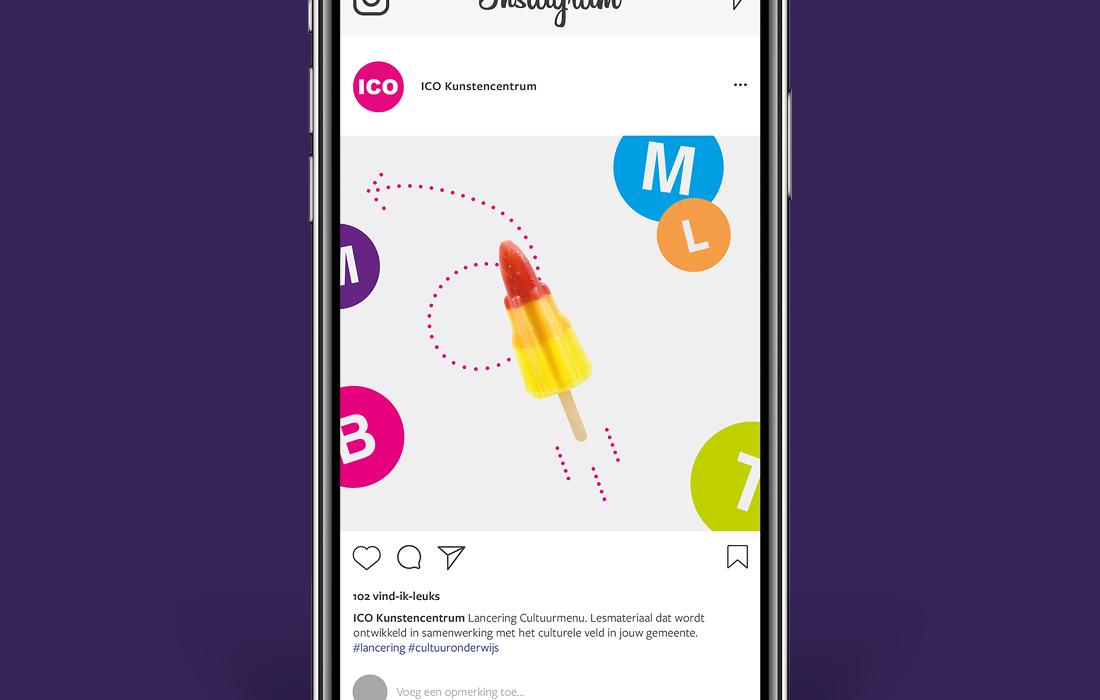 Instagram
ICO
ICO Kunstencentrum
M
L
M
B
T
102 vind-ik-leuks
ICO Kunstencentrum Lancering Cultuurmenu. Lesmateriaal dat wordt
ontwikkeld in samenwerking met het culturele veld in jouw gemeente.
#lancering #cultuuronderwijs
Voeg een opmerking toe...